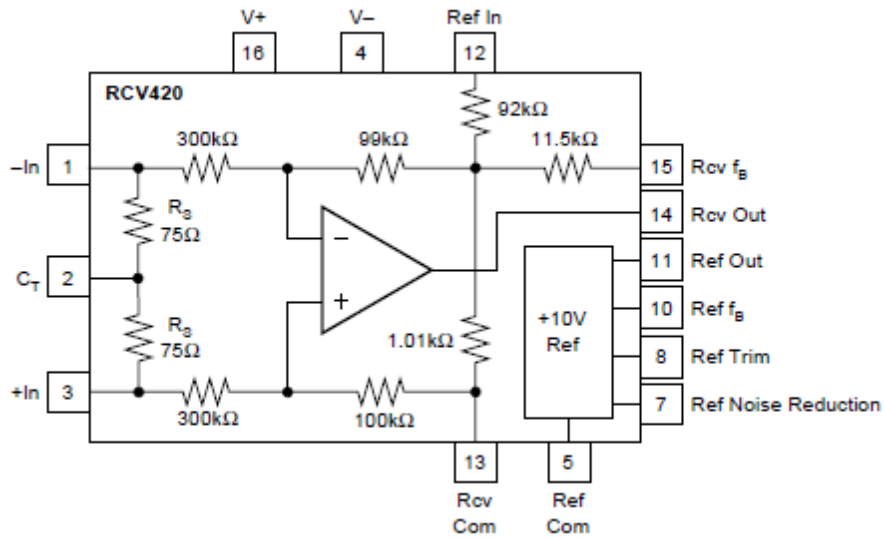 V+
V–
Ref In
16
4
12
RCV420
92kΩ
300kΩ
99kΩ
11.5kΩ
–In
1
15
Rcv fB
RS
75Ω
–
14
Rcv Out
CT
2
11
Ref Out
+
10
Ref fB
RS
75Ω
1.01kΩ
+10V
Ref
8
Ref Trim
+In
3
7
Ref Noise Reduction
300kΩ
100kΩ
13
5
Rcv
Com
Ref
Com